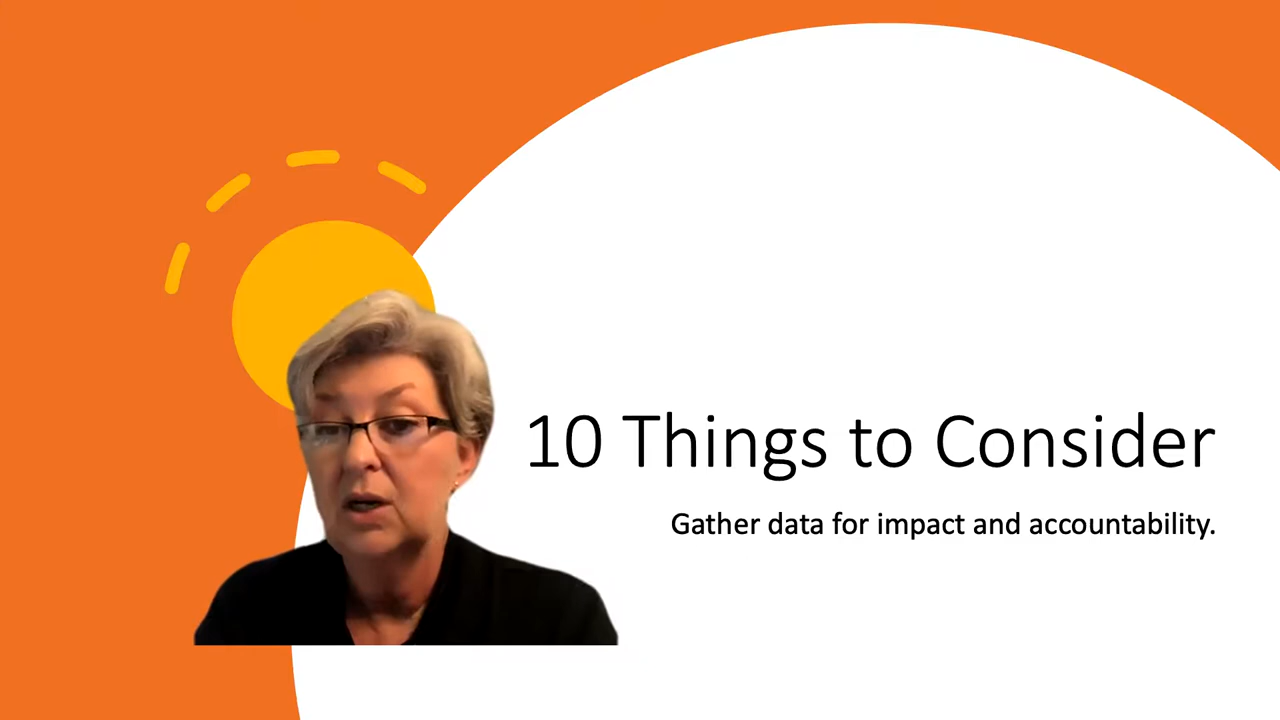 10 Things to Consider
Gather data for impact and accountability.